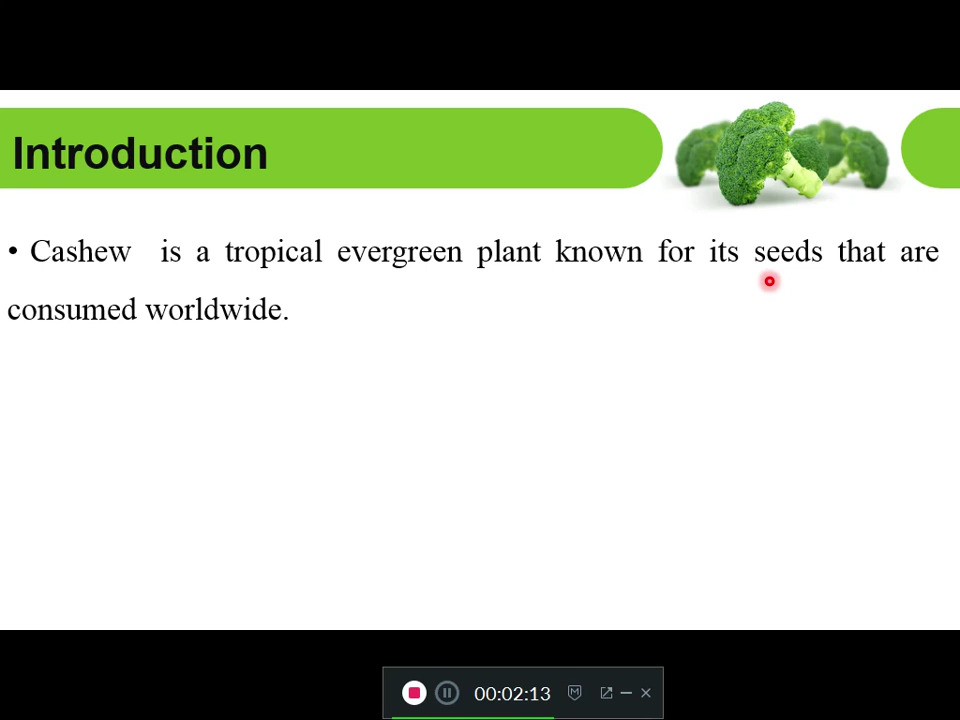 Introduction
• Cashew is a tropical evergreen plant known for its seeds that are
consumed worldwide.
00:02:13